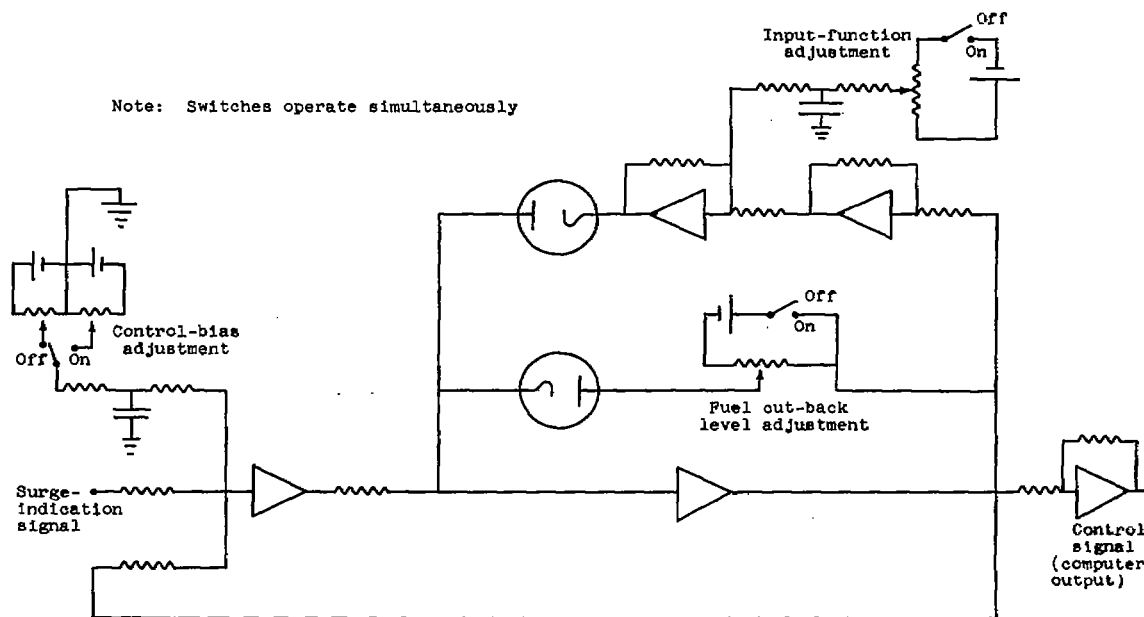 Input-function
adjustment
Off
On
Note: Switches operate simultaneously
Off
On
Control-bias
adjustment
Off
On
Fuel cut-back
level adjustment
Surge-
indication
signal
Control
signal
(computer
output)